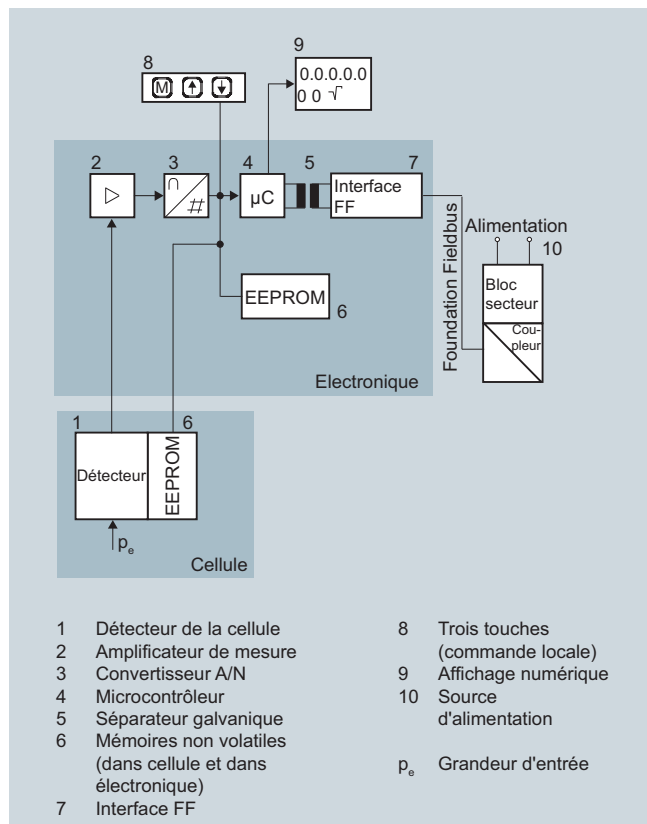 8
9
M
0.0.0.0.0
0 0 √
2
3
4
5
7
∩
#
µC
Interface
FF
Foundation Fieldbus
Alimentation
10
Bloc
secteur
Cou-
pleur
EEPROM
6
Electronique
1
6
Détecteur
EEPROM
pe
Cellule
1 Détecteur de la cellule
2 Amplificateur de mesure
3 Convertisseur A/N
4 Microcontrôleur
5 Séparateur galvanique
6 Mémoires non volatiles
(dans cellule et dans
électronique)
7 Interface FF
8 Trois touches
(commande locale)
9 Affichage numérique
10 Source
d'alimentation
pe Grandeur d'entrée